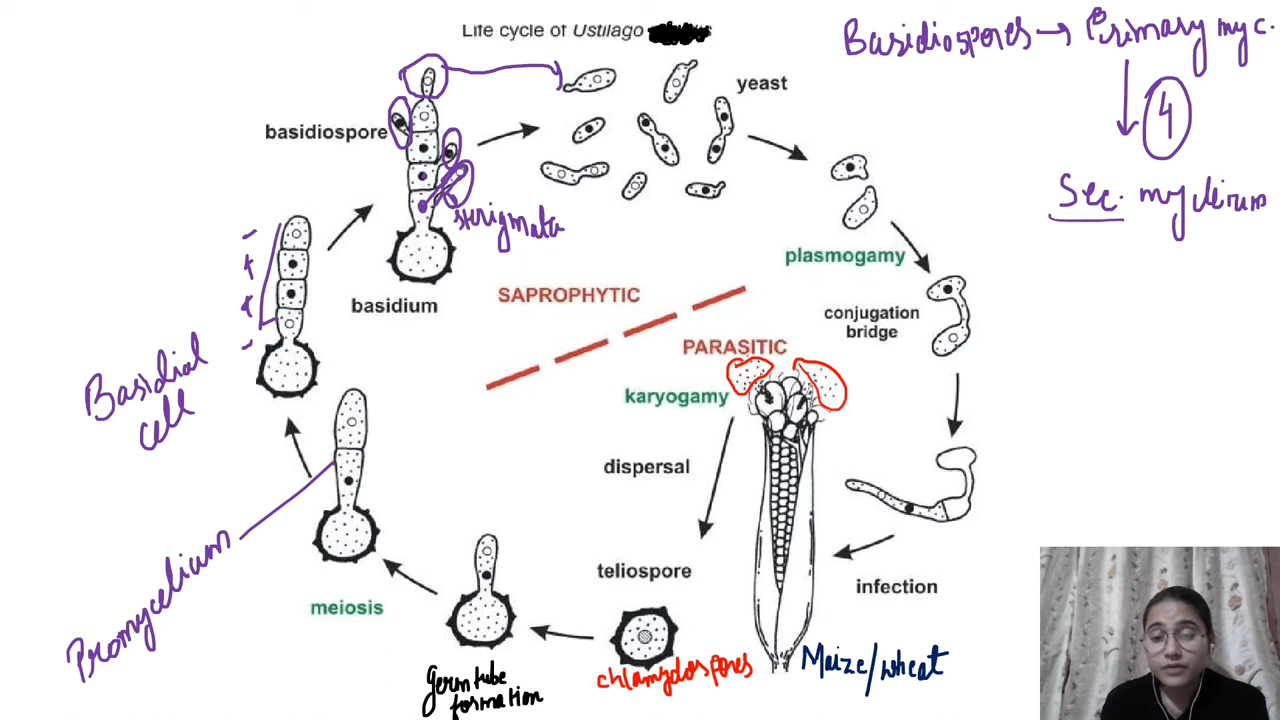 Life cycle of Ustilago
Basidiospores → Primary myc.
4
Sec. mycelium
yeast
basidiospore
sterigmata
plasmogamy
basidium
SAPROPHYTIC
conjugation
bridge
PARASITIC
karyogamy
Basidial
cell
dispersal
Promycelium
teliospore
infection
meiosis
chlamydospores
Maize/wheat
Germ tube
formation